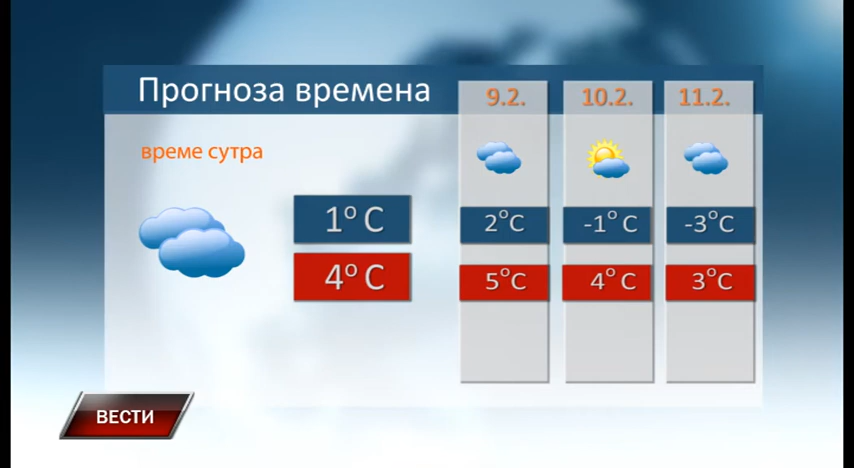 Прогноза времена
време сутра
1°C
4°C
9.2.
10.2.
11.2.
2°C
-1°C
-3°C
5°C
4°C
3°C
ВЕСТИ